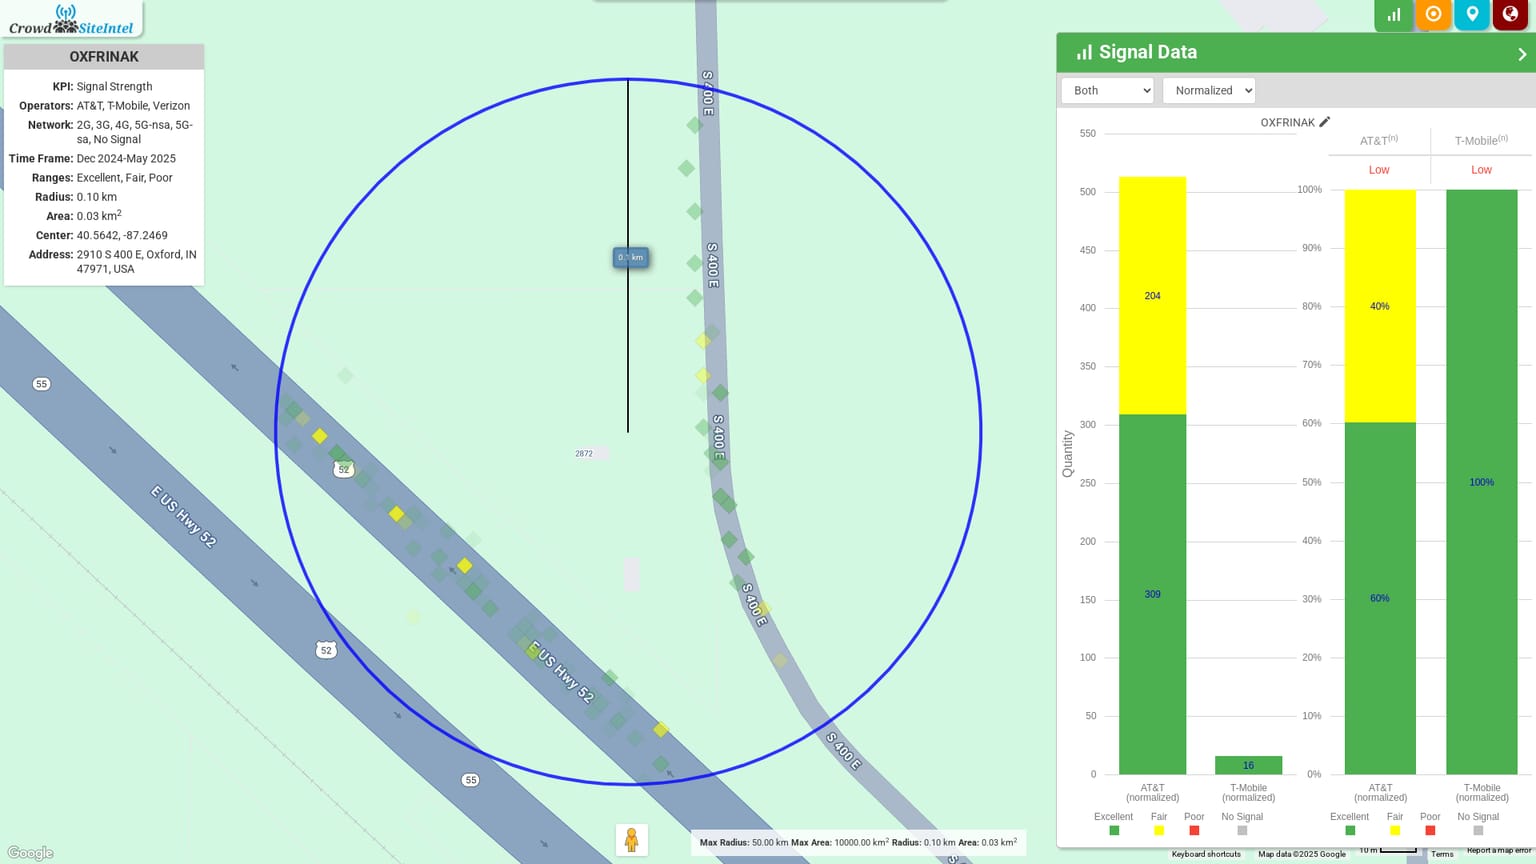 Crowd SiteIntel
OXFRINAK
KPI: Signal Strength
Operators: AT&T, T-Mobile, Verizon
Network: 2G, 3G, 4G, 5G-nsa, 5G-
sa, No Signal
Time Frame: Dec 2024-May 2025
Ranges: Excellent, Fair, Poor
Radius: 0.10 km
Area: 0.03 km²
Center: 40.5642, -87.2469
Address: 2910 S 400 E, Oxford, IN
47971, USA
S 400 E
S 400 E
S 400 E
S 400 E
S 400 E
0.1 km
2872
55
52
E US Hwy 52
52
E US Hwy 52
55
Google
Max Radius: 50.00 km Max Area: 10000.00 km² Radius: 0.10 km Area: 0.03 km²
Signal Data
Both
Normalized
OXFRINAK
AT&T(n)
T-Mobile(n)
Low
Low
Quantity
550
500
450
400
350
300
250
200
150
100
50
0
204
309
16
AT&T
(normalized)
T-Mobile
(normalized)
Excellent
Fair
Poor
No Signal
100%
90%
80%
70%
60%
50%
40%
30%
20%
10%
0%
40%
60%
100%
AT&T
(normalized)
T-Mobile
(normalized)
Excellent
Fair
Poor
No Signal
Keyboard shortcuts
Map data ©2025 Google
10 m
Terms
Report a map error